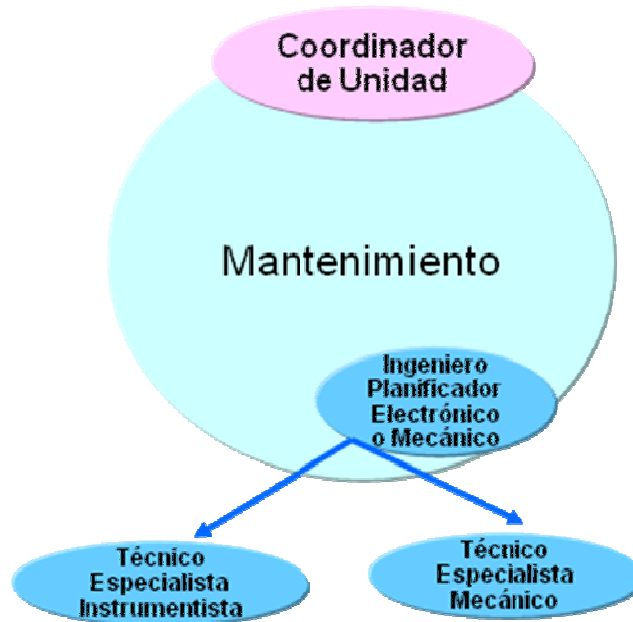 Coordinador
de Unidad
Mantenimiento
Ingeniero
Planificador
Electrónico
o Mecánico
Técnico
Especialista
Instrumentista
Técnico
Especialista
Mecánico